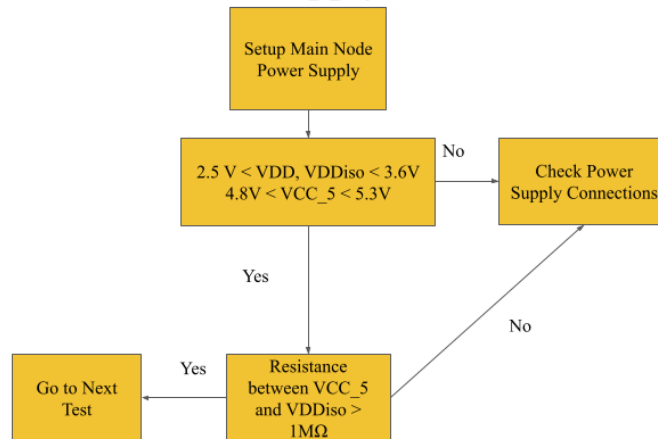 Setup Main Node
Power Supply
2.5 V < VDD, VDDiso < 3.6V
4.8V < VCC_5 < 5.3V
No
Check Power
Supply Connections
Yes
No
Yes
Go to Next
Test
Resistance
between VCC_5
and VDDiso >
1MΩ